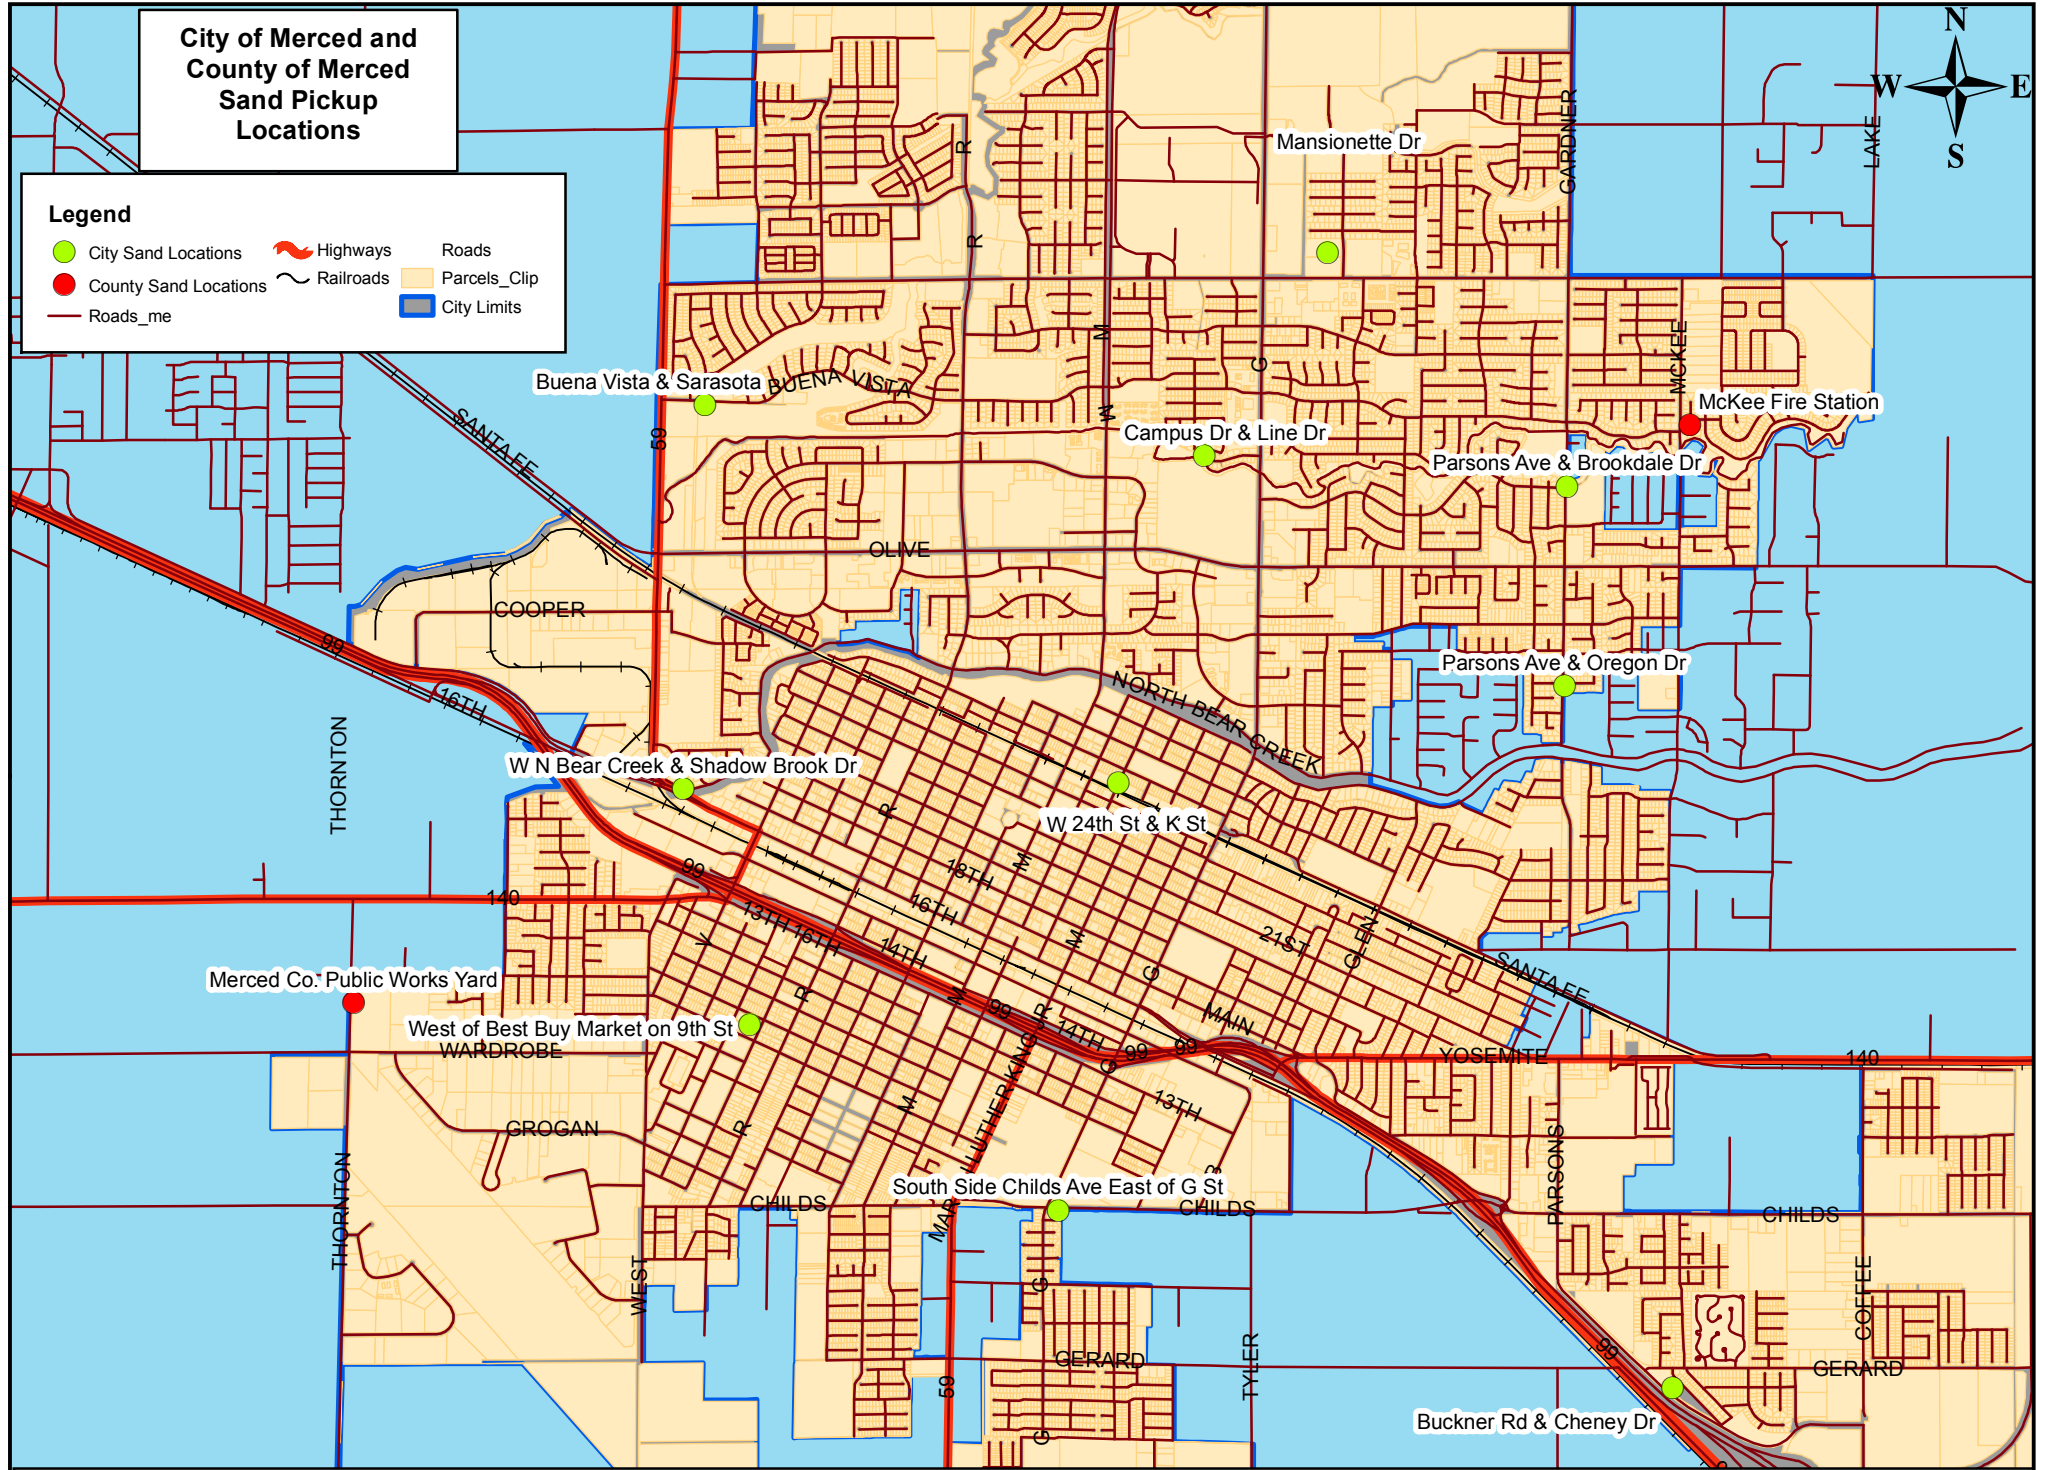 City of Merced and
County of Merced
Sand Pickup
Locations
N
W
E
S
Legend
City Sand Locations
County Sand Locations
Roads_me
Highways
Railroads
Roads
Parcels_Clip
City Limits
Mansionette Dr
GARDNER
LAKE
R
R
M
G
MCKEE
Buena Vista & Sarasota
BUENA VISTA
SANTA FE
59
M
Campus Dr & Line Dr
McKee Fire Station
Parsons Ave & Brookdale Dr
OLIVE
COOPER
99
16TH
NORTH BEAR CREEK
Parsons Ave & Oregon Dr
THORNTON
W N Bear Creek & Shadow Brook Dr
R
W 24th St & K St
M
18TH
99
140
16TH
13TH
16TH
14TH
V
M
21ST
GLEN
SANTA FE
G
Merced Co. Public Works Yard
R
M
99
West of Best Buy Market on 9th St
WARDROBE
14TH
MAIN
99
99
G
YOSEMITE
140
GROGAN
R
M
13TH
THORNTON
PARSONS
South Side Childs Ave East of G St
CHILDS
CHILDS
CHILDS
WEST
G
COFFEE
59
GERARD
TYLER
99
GERARD
G
Buckner Rd & Cheney Dr